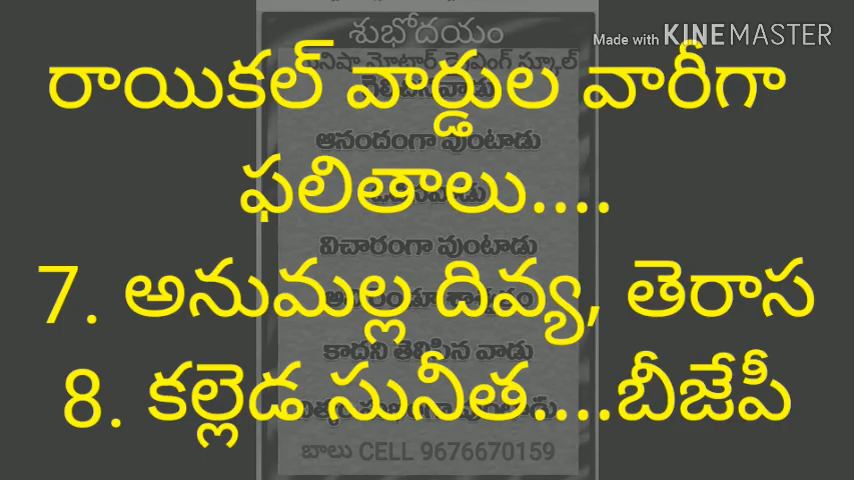 శుభోదయం
Made with KINEMASTER
రాయికల్ వార్డుల వారీగా
ఆనందంగా వుంటాడు
ఫలితాలు....
విచారంగా వుంటాడు
7. అనుమల్ల దివ్య, తెరాస
కాదని తెలిసిన వాడు
8. కల్లెడ సునీత....బీజేపీ
బాలు CELL 9676670159